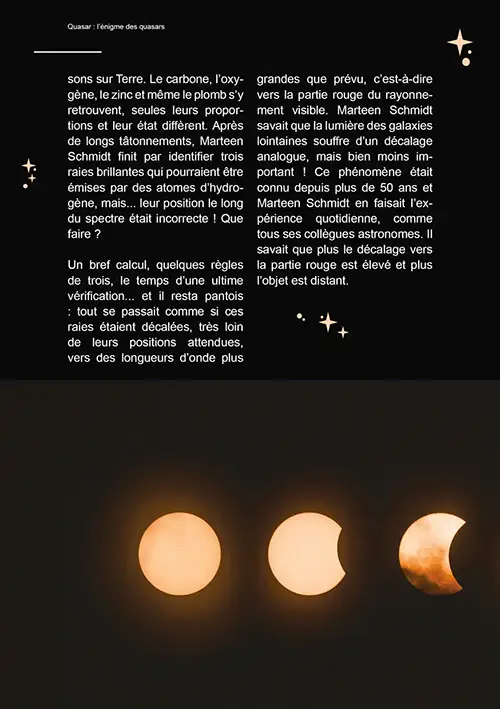 Quasar : l'énigme des quasars
sons sur Terre. Le carbone, l'oxy-
gène, le zinc et même le plomb s'y
retrouvent, seules leurs propor-
tions et leur état diffèrent. Après
de longs tâtonnements, Marteen
Schmidt finit par identifier trois
raies brillantes qui pourraient être
émises par des atomes d'hydro-
gène, mais... leur position le long
du spectre était incorrecte ! Que
faire ?
Un bref calcul, quelques règles
de trois, le temps d'une ultime
vérification... et il resta pantois
: tout se passait comme si ces
raies étaient décalées, très loin
de leurs positions attendues,
vers des longueurs d'onde plus
grandes que prévu, c'est-à-dire
vers la partie rouge du rayonne-
ment visible. Marteen Schmidt
savait que la lumière des galaxies
lointaines souffre d'un décalage
analogue, mais bien moins im-
portant ! Ce phénomène était
connu depuis plus de 50 ans et
Marteen Schmidt en faisait l'ex-
périence quotidienne, comme
tous ses collègues astronomes. Il
savait que plus le décalage vers
la partie rouge est élevé et plus
l'objet est distant.